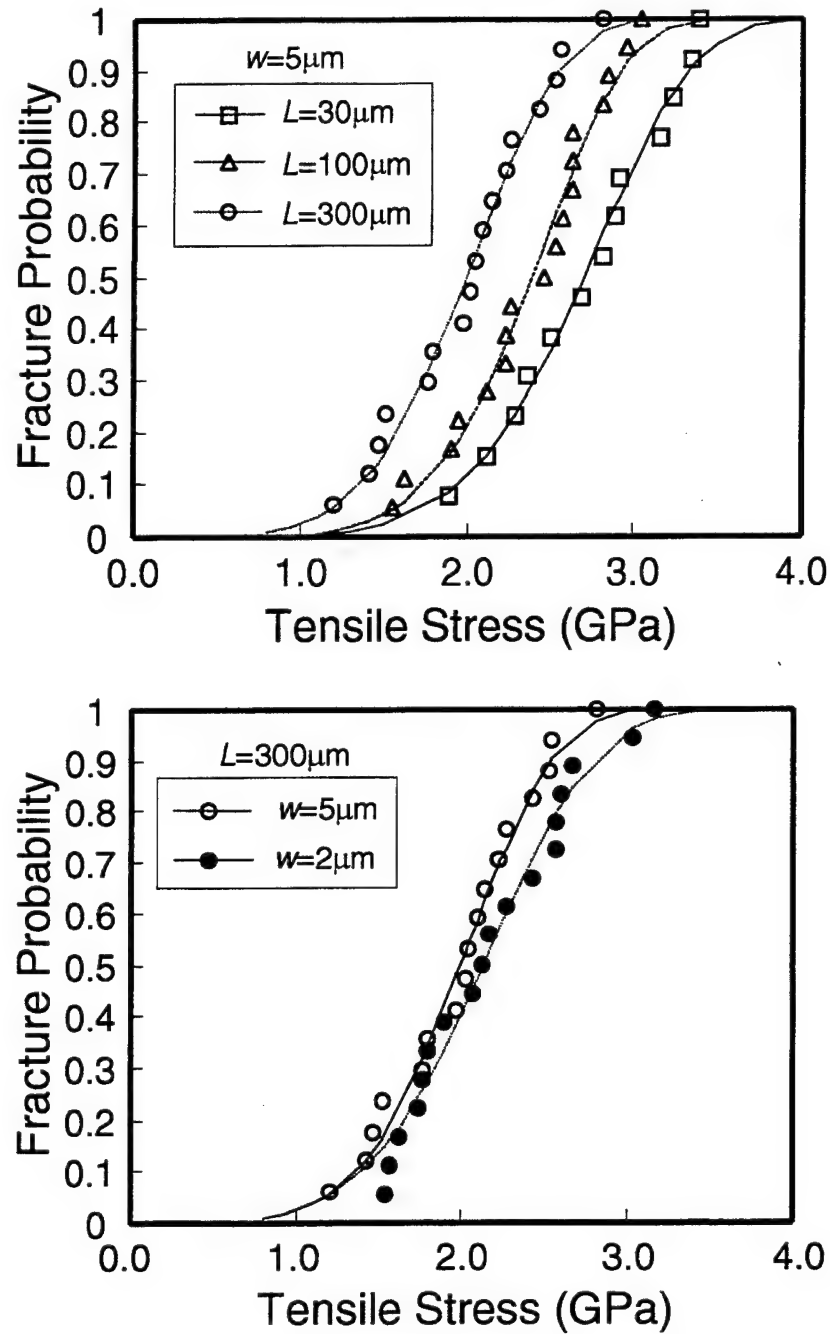 1
0.9
0.8
0.7
0.6
0.5
0.4
0.3
0.2
0.1
0
Fracture Probability
w=5μm
L=30μm
L=100μm
L=300μm
0.0 1.0 2.0 3.0 4.0
Tensile Stress (GPa)
1
0.9
0.8
0.7
0.6
0.5
0.4
0.3
0.2
0.1
0
Fracture Probability
L=300μm
w=5μm
w=2μm
0.0 1.0 2.0 3.0 4.0
Tensile Stress (GPa)